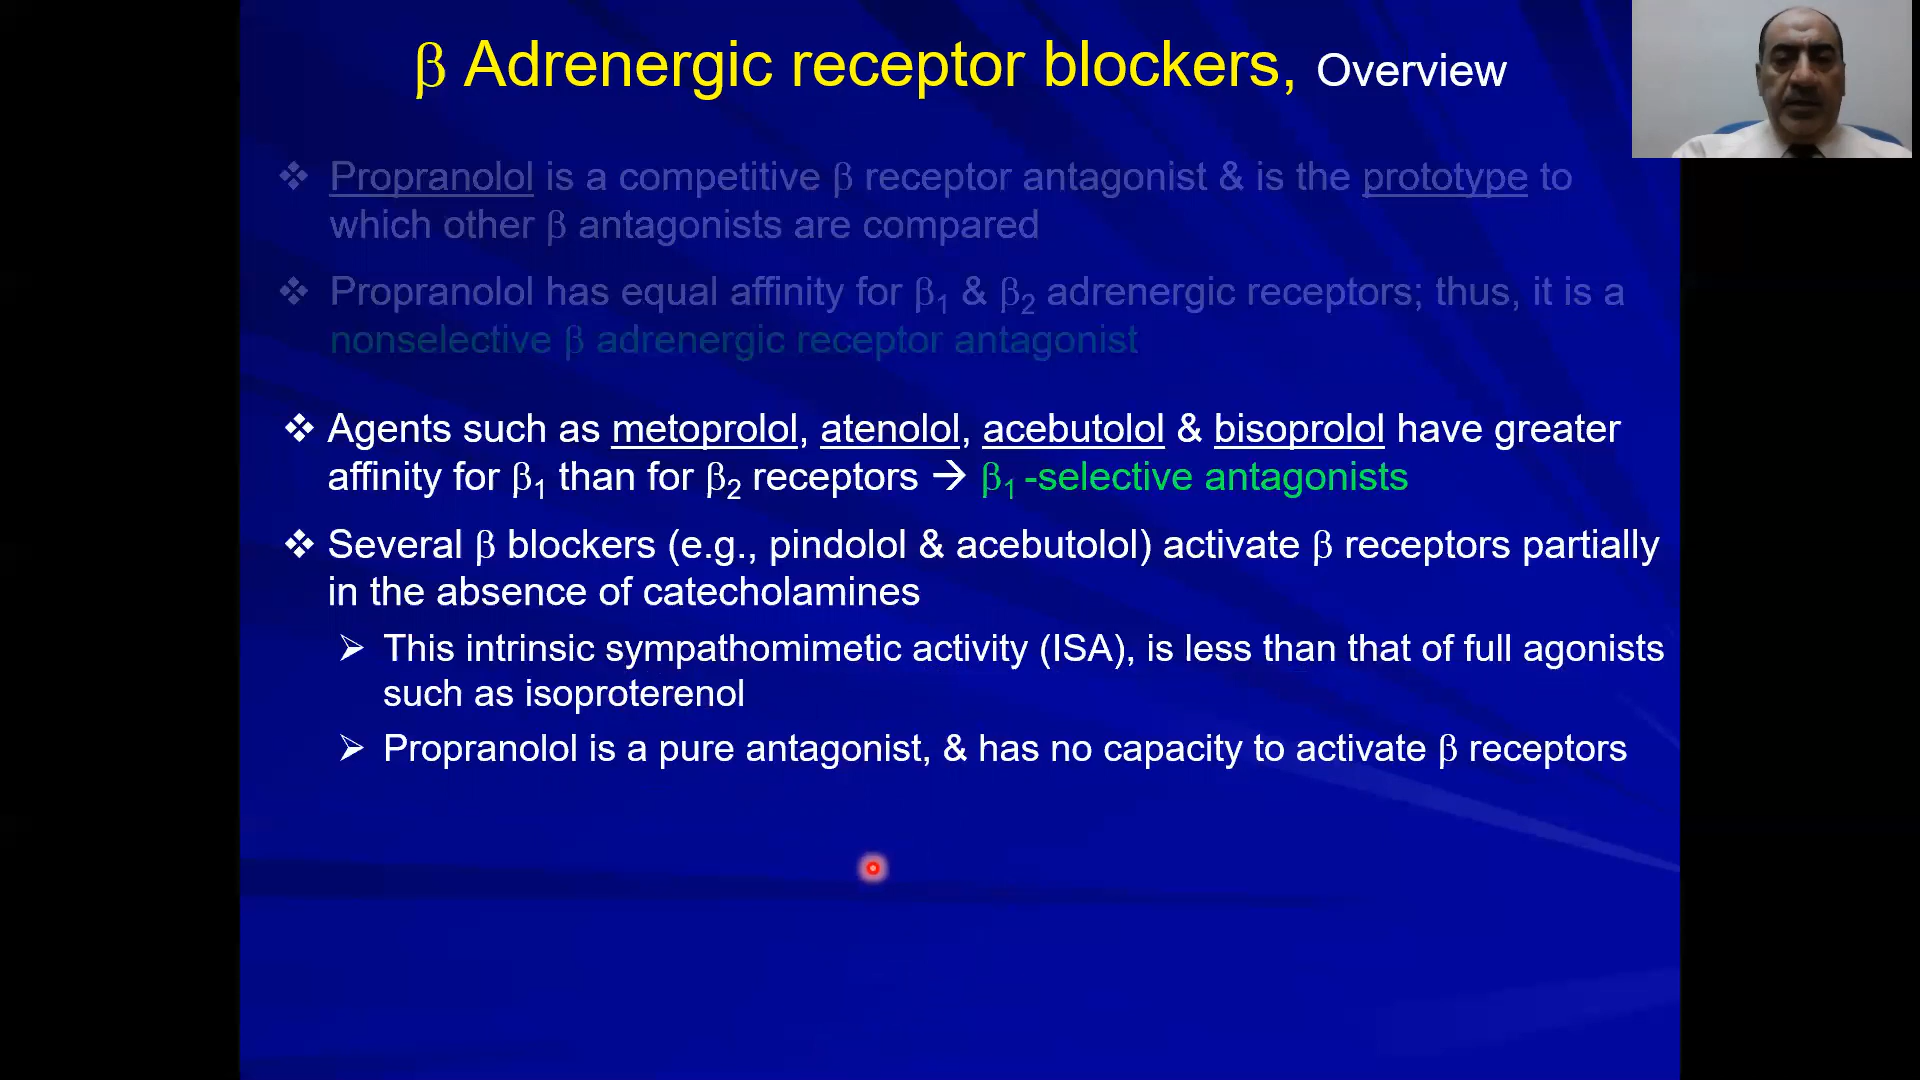 β Adrenergic receptor blockers, Overview
❖ Propranolol is a competitive β receptor antagonist & is the prototype to
which other β antagonists are compared
❖ Propranolol has equal affinity for β₁ & β₂ adrenergic receptors; thus, it is a
nonselective β adrenergic receptor antagonist
❖ Agents such as metoprolol, atenolol, acebutolol & bisoprolol have greater
affinity for β₁ than for β₂ receptors → β₁ -selective antagonists
❖ Several β blockers (e.g., pindolol & acebutolol) activate β receptors partially
in the absence of catecholamines
➢ This intrinsic sympathomimetic activity (ISA), is less than that of full agonists
such as isoproterenol
➢ Propranolol is a pure antagonist, & has no capacity to activate β receptors